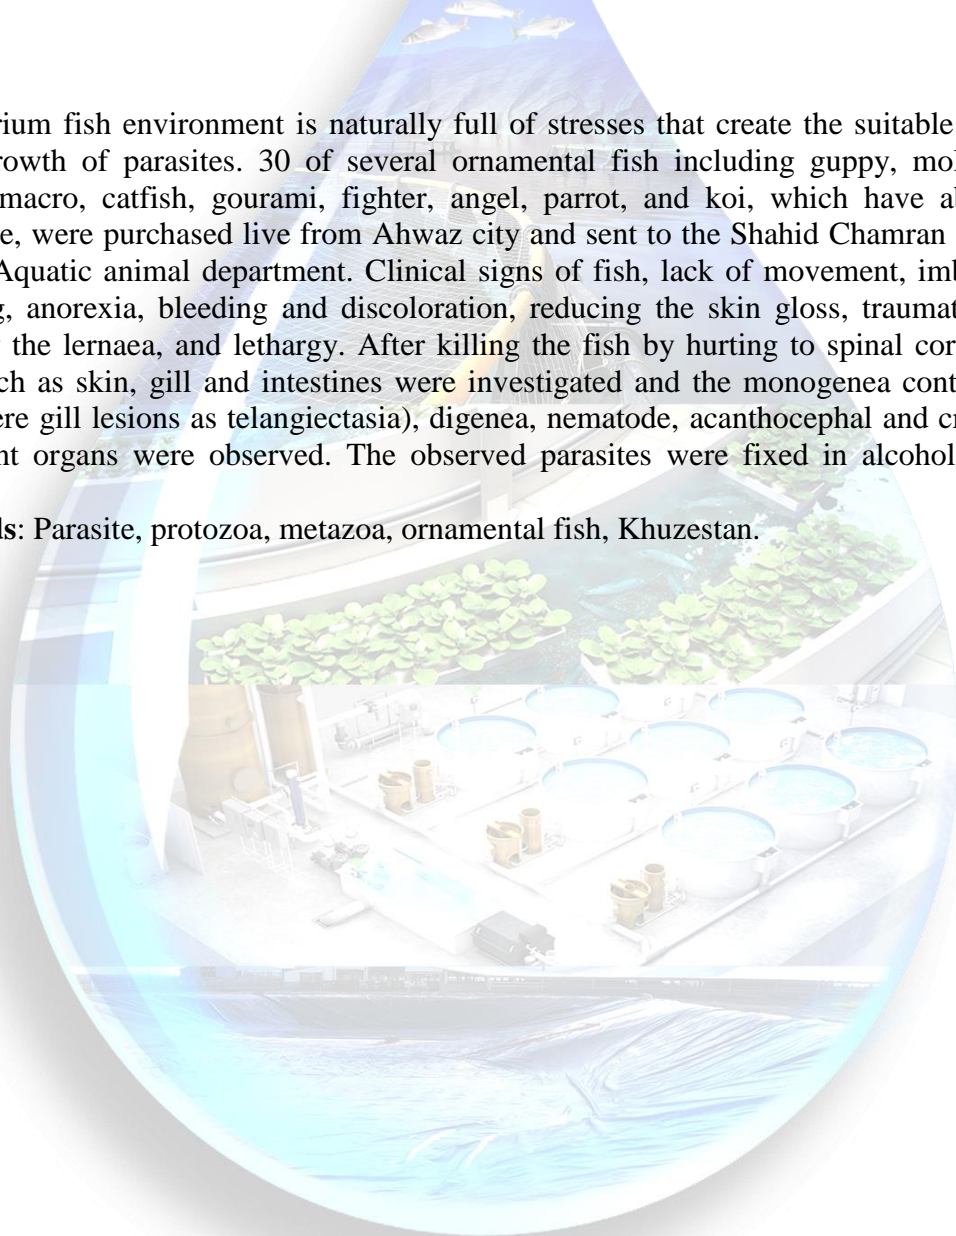 rium fish environment is naturally full of stresses that create the suitable
rowth of parasites. 30 of several ornamental fish including guppy, mol
macro, catfish, gourami, fighter, angel, parrot, and koi, which have a
e, were purchased live from Ahwaz city and sent to the Shahid Chamran
Aquatic animal department. Clinical signs of fish, lack of movement, imb
g, anorexia, bleeding and discoloration, reducing the skin gloss, traumat
the lernaea, and lethargy. After killing the fish by hurting to spinal cor
ch as skin, gill and intestines were investigated and the monogenea cont
ere gill lesions as telangiectasia), digenea, nematode, acanthocephal and c
nt organs were observed. The observed parasites were fixed in alcohol
ds: Parasite, protozoa, metazoa, ornamental fish, Khuzestan.